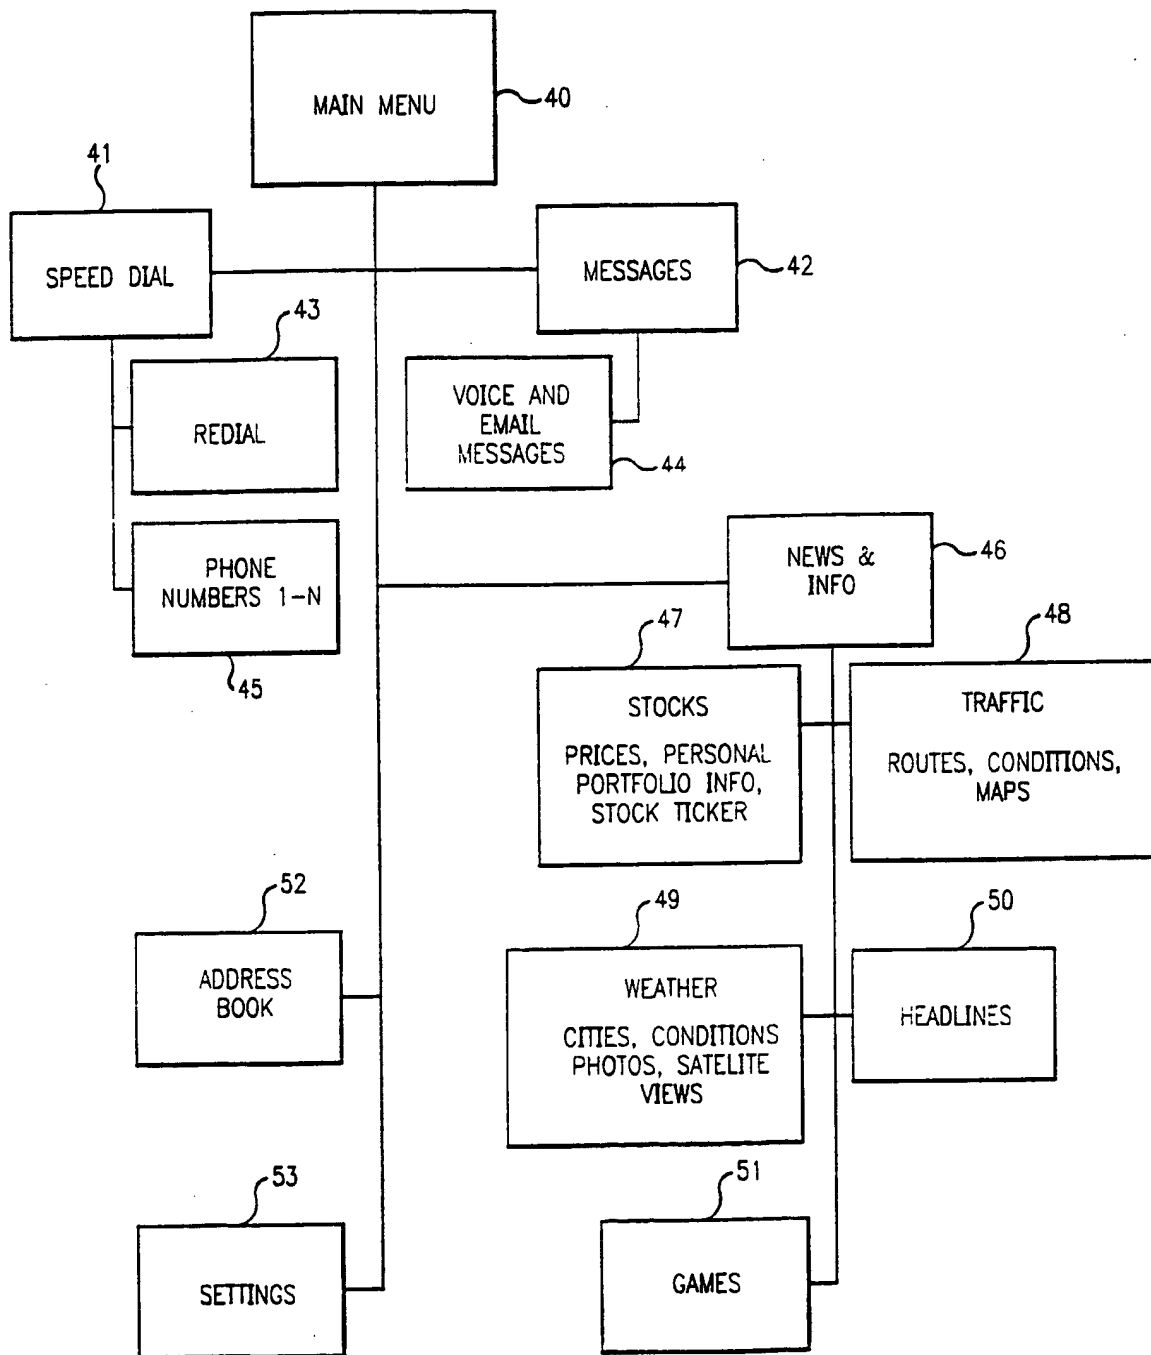 MAIN MENU
40
41
SPEED DIAL
MESSAGES
42
43
REDIAL
VOICE AND
EMAIL
MESSAGES
44
PHONE
NUMBERS 1-N
45
NEWS &
INFO
46
47
STOCKS
PRICES, PERSONAL
PORTFOLIO INFO,
STOCK TICKER
48
TRAFFIC
ROUTES, CONDITIONS,
MAPS
52
ADDRESS
BOOK
49
WEATHER
CITIES, CONDITIONS
PHOTOS, SATELITE
VIEWS
50
HEADLINES
53
SETTINGS
51
GAMES